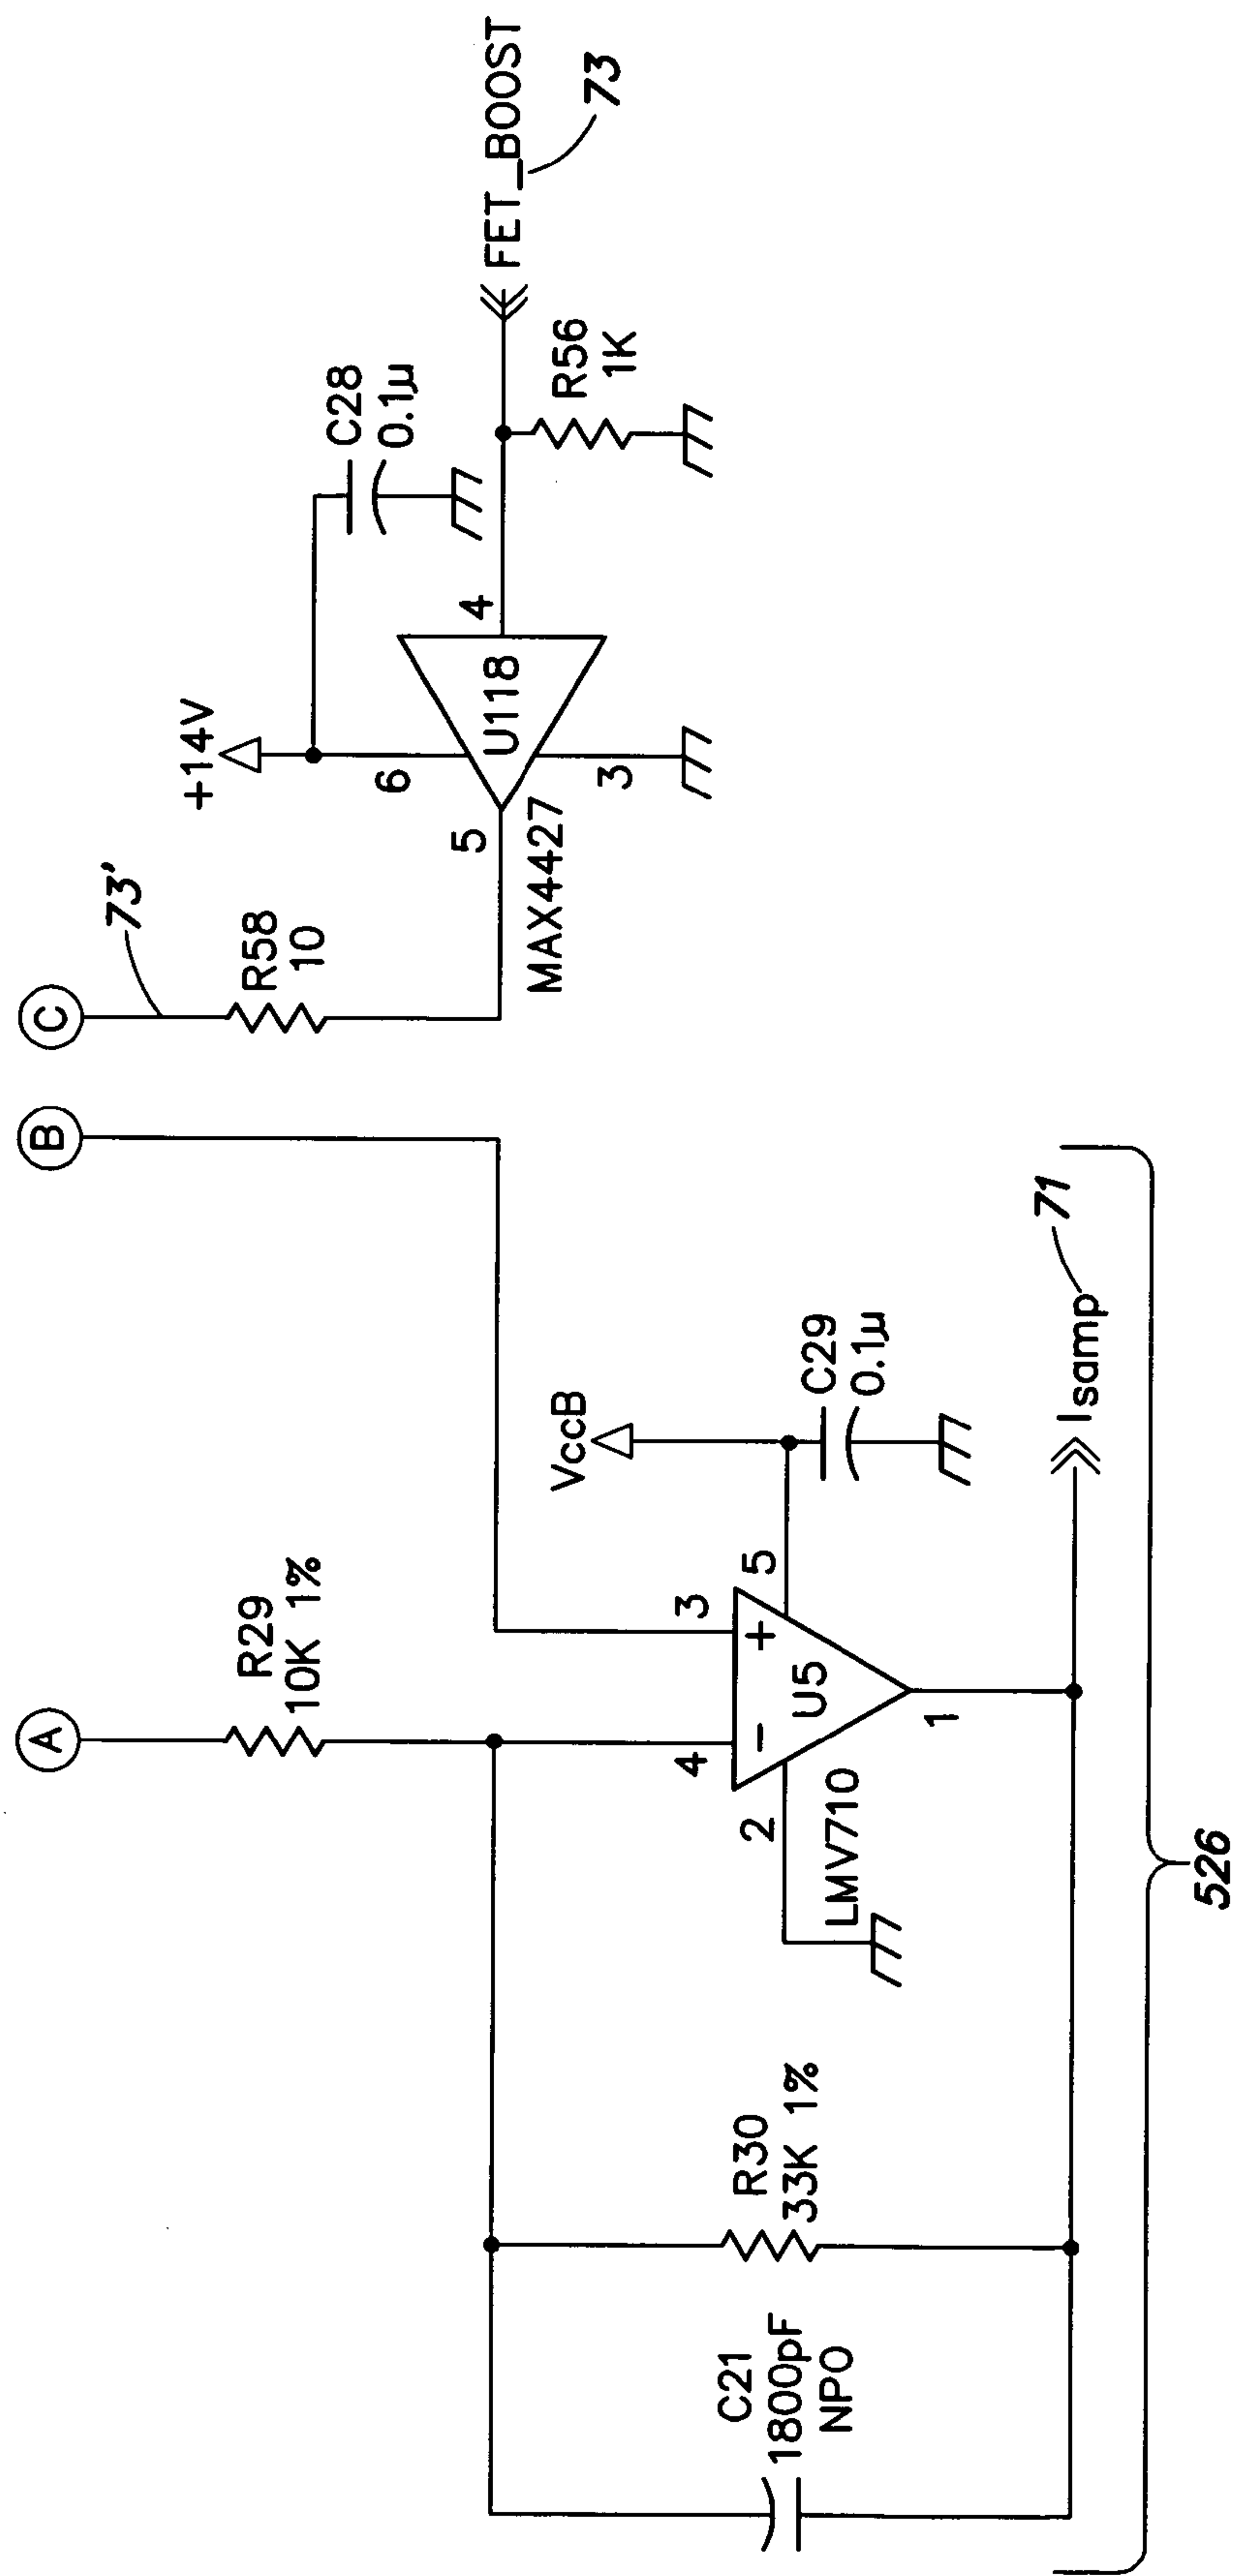 A
B
C
73'
R29
10K 1%
R58
10
+14V
C28
0.1µ
6
5
4
3
U118
MAX4427
FET_BOOST
73
R56
1K
VccB
C29
0.1µ
3
4
5
2
1
+
−
U5
LMV710
C21
1800pF
NPO
R30
33K 1%
Isamp
71
526